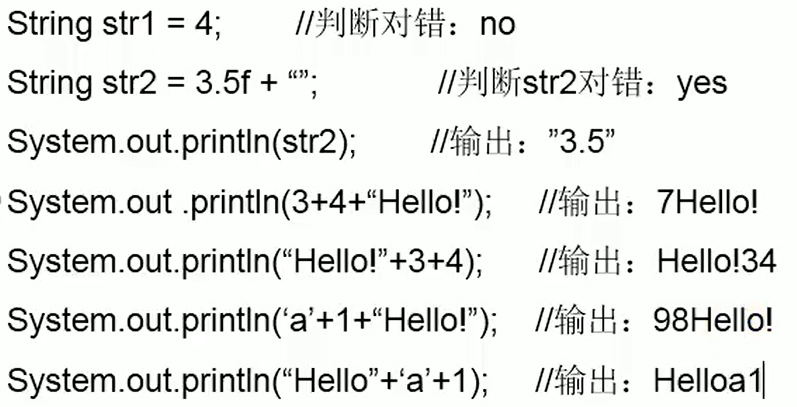 String str1 = 4; //判断对错：no
String str2 = 3.5f + “”; //判断str2对错：yes
System.out.println(str2); //输出：”3.5”
System.out .println(3+4+“Hello!”); //输出：7Hello!
System.out.println(“Hello!”+3+4); //输出：Hello!34
System.out.println(‘a’+1+“Hello!”); //输出：98Hello!
System.out.println(“Hello”+‘a’+1); //输出：Helloa1